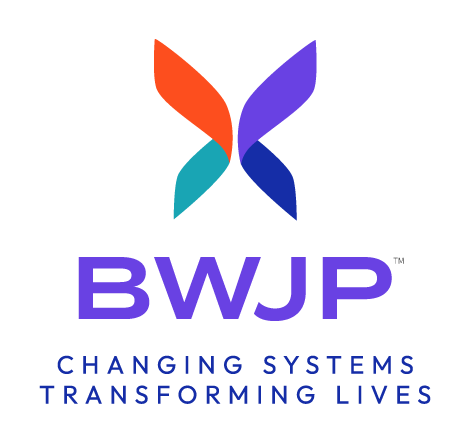 BWJP™
CHANGING SYSTEMS
TRANSFORMING LIVES